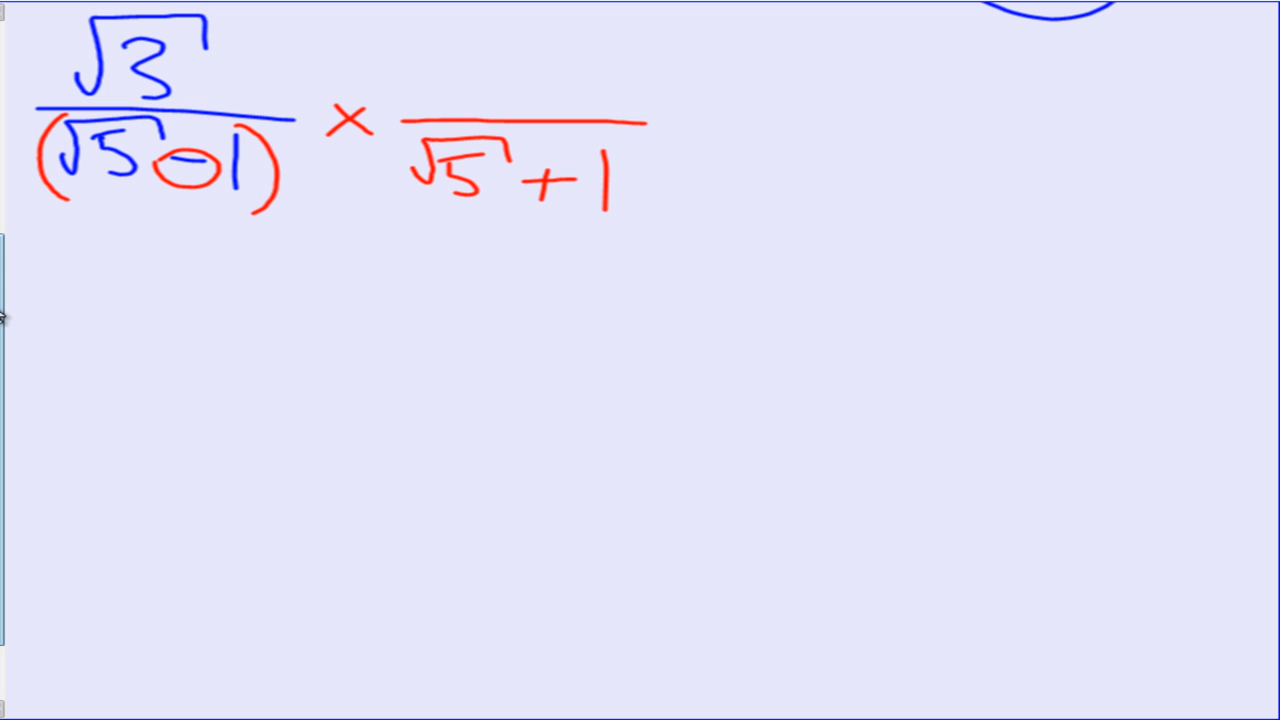 √3
(√5 - 1) × √5 + 1